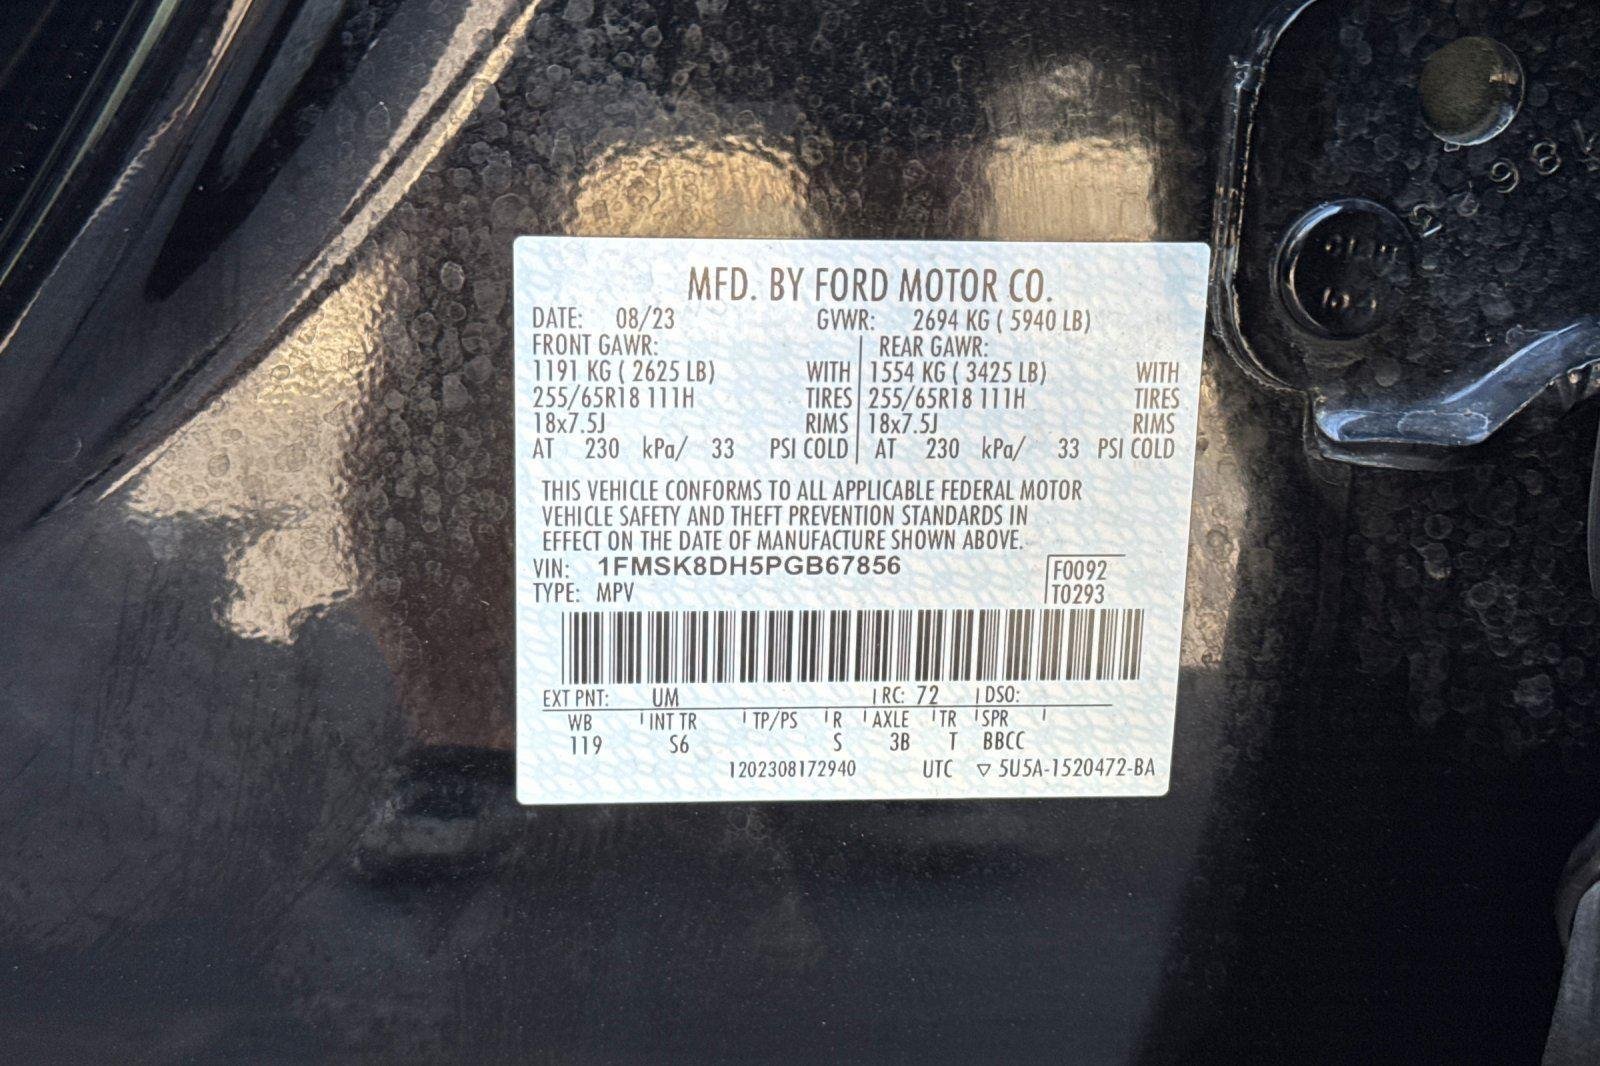 MFD. BY FORD MOTOR CO.
DATE: 08/23 GVWR: 2694 KG ( 5940 LB)
FRONT GAWR: REAR GAWR:
1191 KG ( 2625 LB) WITH 1554 KG ( 3425 LB) WITH
255/65R18 111H TIRES 255/65R18 111H TIRES
18x7.5J RIMS 18x7.5J RIMS
AT 230 kPa/ 33 PSI COLD AT 230 kPa/ 33 PSI COLD
THIS VEHICLE CONFORMS TO ALL APPLICABLE FEDERAL MOTOR
VEHICLE SAFETY AND THEFT PREVENTION STANDARDS IN
EFFECT ON THE DATE OF MANUFACTURE SHOWN ABOVE.
VIN: 1FMSK8DH5PGB67856 F0092
TYPE: MPV T0293
EXT PNT: UM RC: 72 DSO:
WB INT TR TP/PS R AXLE TR SPR
119 S6 S 3B T BBCC
1202308172940 UTC ▽ 5U5A-1520472-BA